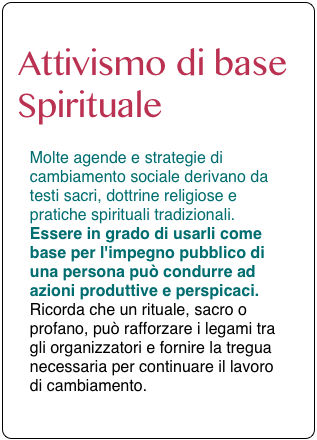 Attivismo di base
Spirituale
Molte agende e strategie di
cambiamento sociale derivano da
testi sacri, dottrine religiose e
pratiche spirituali tradizionali.
Essere in grado di usarli come
base per l'impegno pubblico di
una persona può condurre ad
azioni produttive e perspicaci.
Ricorda che un rituale, sacro o
profano, può rafforzare i legami tra
gli organizzatori e fornire la tregua
necessaria per continuare il lavoro
di cambiamento.